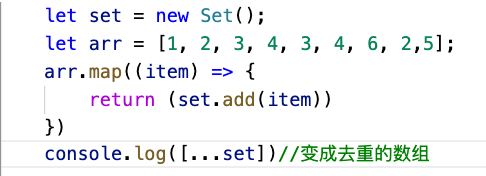 let set = new Set();
let arr = [1, 2, 3, 4, 3, 4, 6, 2,5];
arr.map((item) => {
    return (set.add(item))
})
console.log([...set])//变成去重的数组